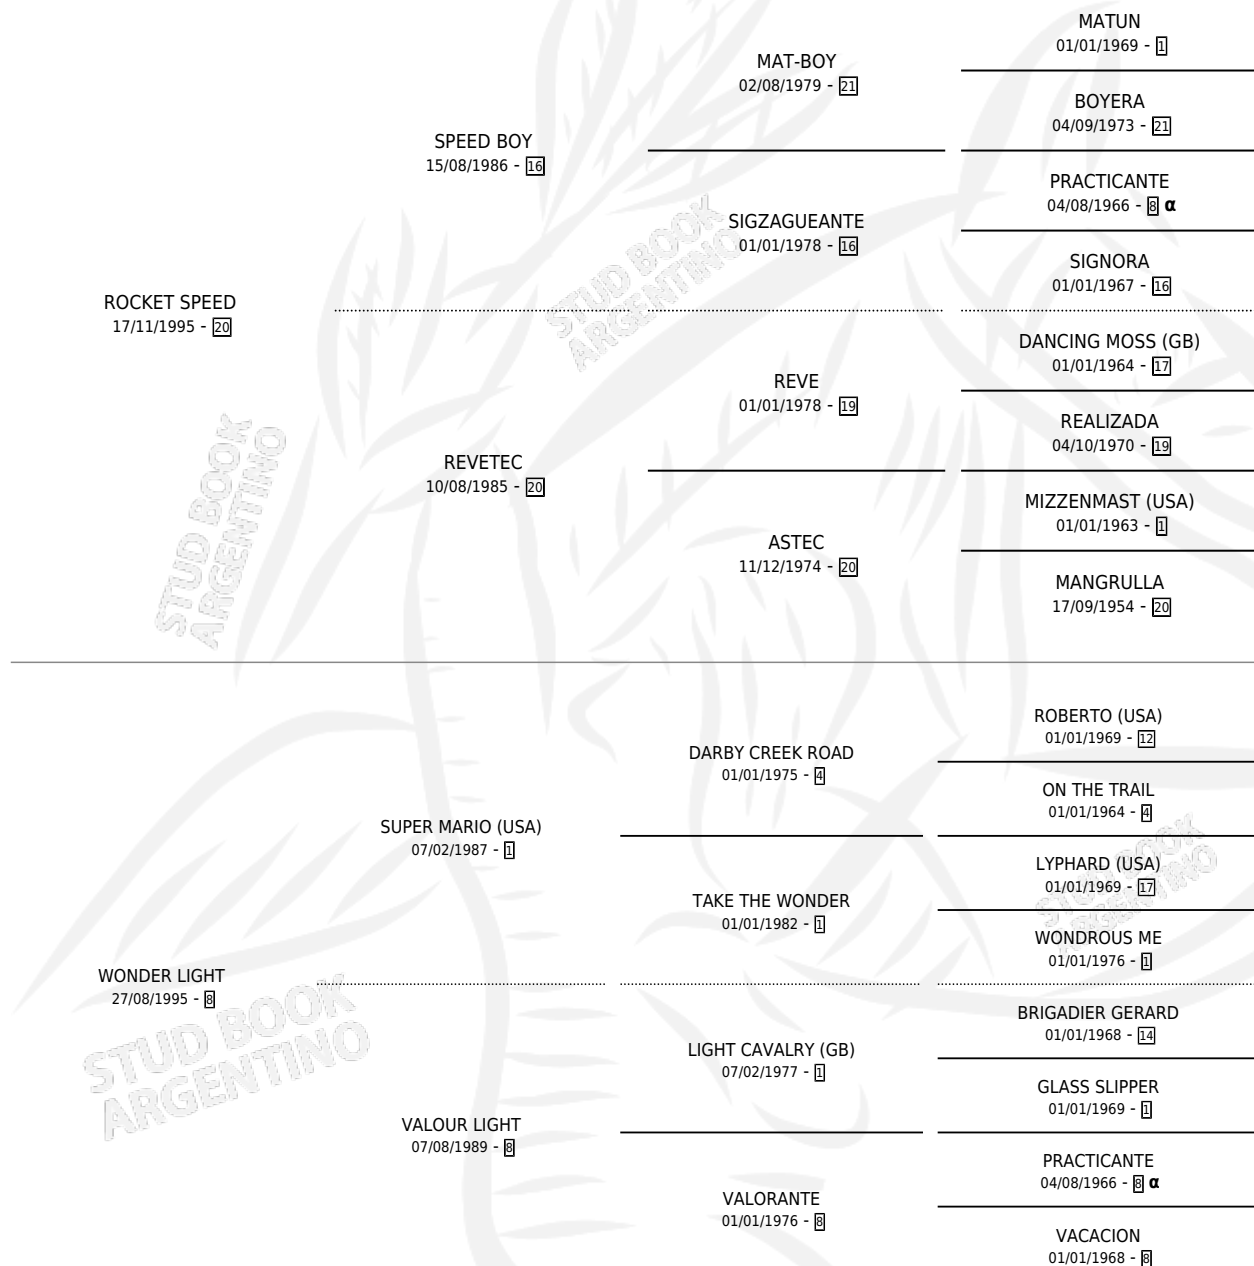 MATUN
01/01/1969 - 1
MAT-BOY
02/08/1979 - 21
BOYERA
04/09/1973 - 21
SPEED BOY
15/08/1986 - 16
PRACTICANTE
04/08/1966 - 8 α
SIGZAGUEANTE
01/01/1978 - 16
SIGNORA
01/01/1967 - 16
ROCKET SPEED
17/11/1995 - 20
DANCING MOSS (GB)
01/01/1964 - 17
REVE
01/01/1978 - 19
REALIZADA
04/10/1970 - 19
REVETEC
10/08/1985 - 20
MIZZENMAST (USA)
01/01/1963 - 1
ASTEC
11/12/1974 - 20
MANGRULLA
17/09/1954 - 20
ROBERTO (USA)
01/01/1969 - 12
DARBY CREEK ROAD
01/01/1975 - 4
ON THE TRAIL
01/01/1964 - 4
SUPER MARIO (USA)
07/02/1987 - 1
LYPHARD (USA)
01/01/1969 - 17
TAKE THE WONDER
01/01/1982 - 1
WONDROUS ME
01/01/1976 - 1
WONDER LIGHT
27/08/1995 - 8
BRIGADIER GERARD
01/01/1968 - 14
LIGHT CAVALRY (GB)
07/02/1977 - 1
GLASS SLIPPER
01/01/1969 - 1
VALOUR LIGHT
07/08/1989 - 8
PRACTICANTE
04/08/1966 - 8 α
VALORANTE
01/01/1976 - 8
VACACION
01/01/1968 - 8
STUD BOOK
ARGENTINO
STUD BOOK
ARGENTINO
STUD BOOK
ARGENTINO
STUD BOOK
ARGENTINO